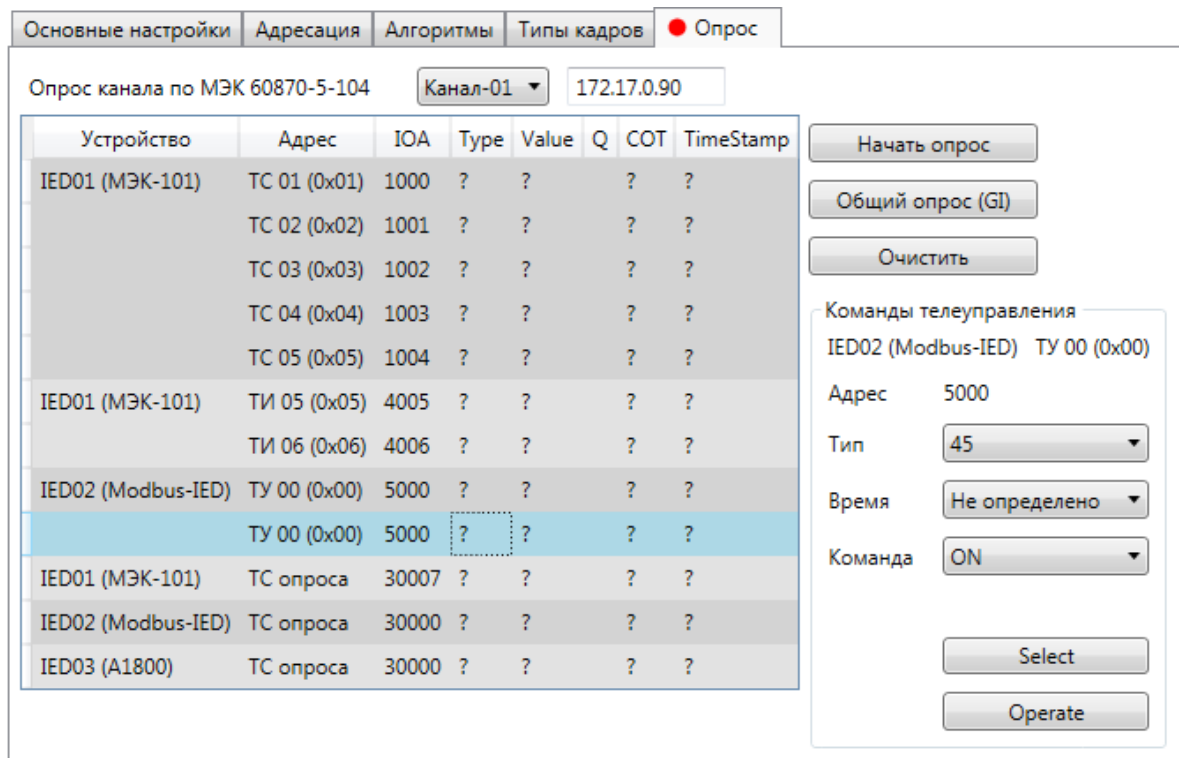 Основные настройки Адресация Алгоритмы Типы кадров Опрос
Опрос канала по МЭК 60870-5-104 Канал-01 172.17.0.90
Устройство Адрес IOA Type Value Q COT TimeStamp
IED01 (МЭК-101) ТС 01 (0x01) 1000 ? ? ? ?
ТС 02 (0x02) 1001 ? ? ? ?
ТС 03 (0x03) 1002 ? ? ? ?
ТС 04 (0x04) 1003 ? ? ? ?
ТС 05 (0x05) 1004 ? ? ? ?
IED01 (МЭК-101) ТИ 05 (0x05) 4005 ? ? ? ?
ТИ 06 (0x06) 4006 ? ? ? ?
IED02 (Modbus-IED) ТУ 00 (0x00) 5000 ? ? ? ?
ТУ 00 (0x00) 5000 ? ? ? ?
IED01 (МЭК-101) ТС опроса 30007 ? ? ? ?
IED02 (Modbus-IED) ТС опроса 30000 ? ? ? ?
IED03 (A1800) ТС опроса 30000 ? ? ? ?
Начать опрос
Общий опрос (GI)
Очистить
Команды телеуправления
IED02 (Modbus-IED) ТУ 00 (0x00)
Адрес 5000
Тип 45
Время Не определено
Команда ON
Select
Operate